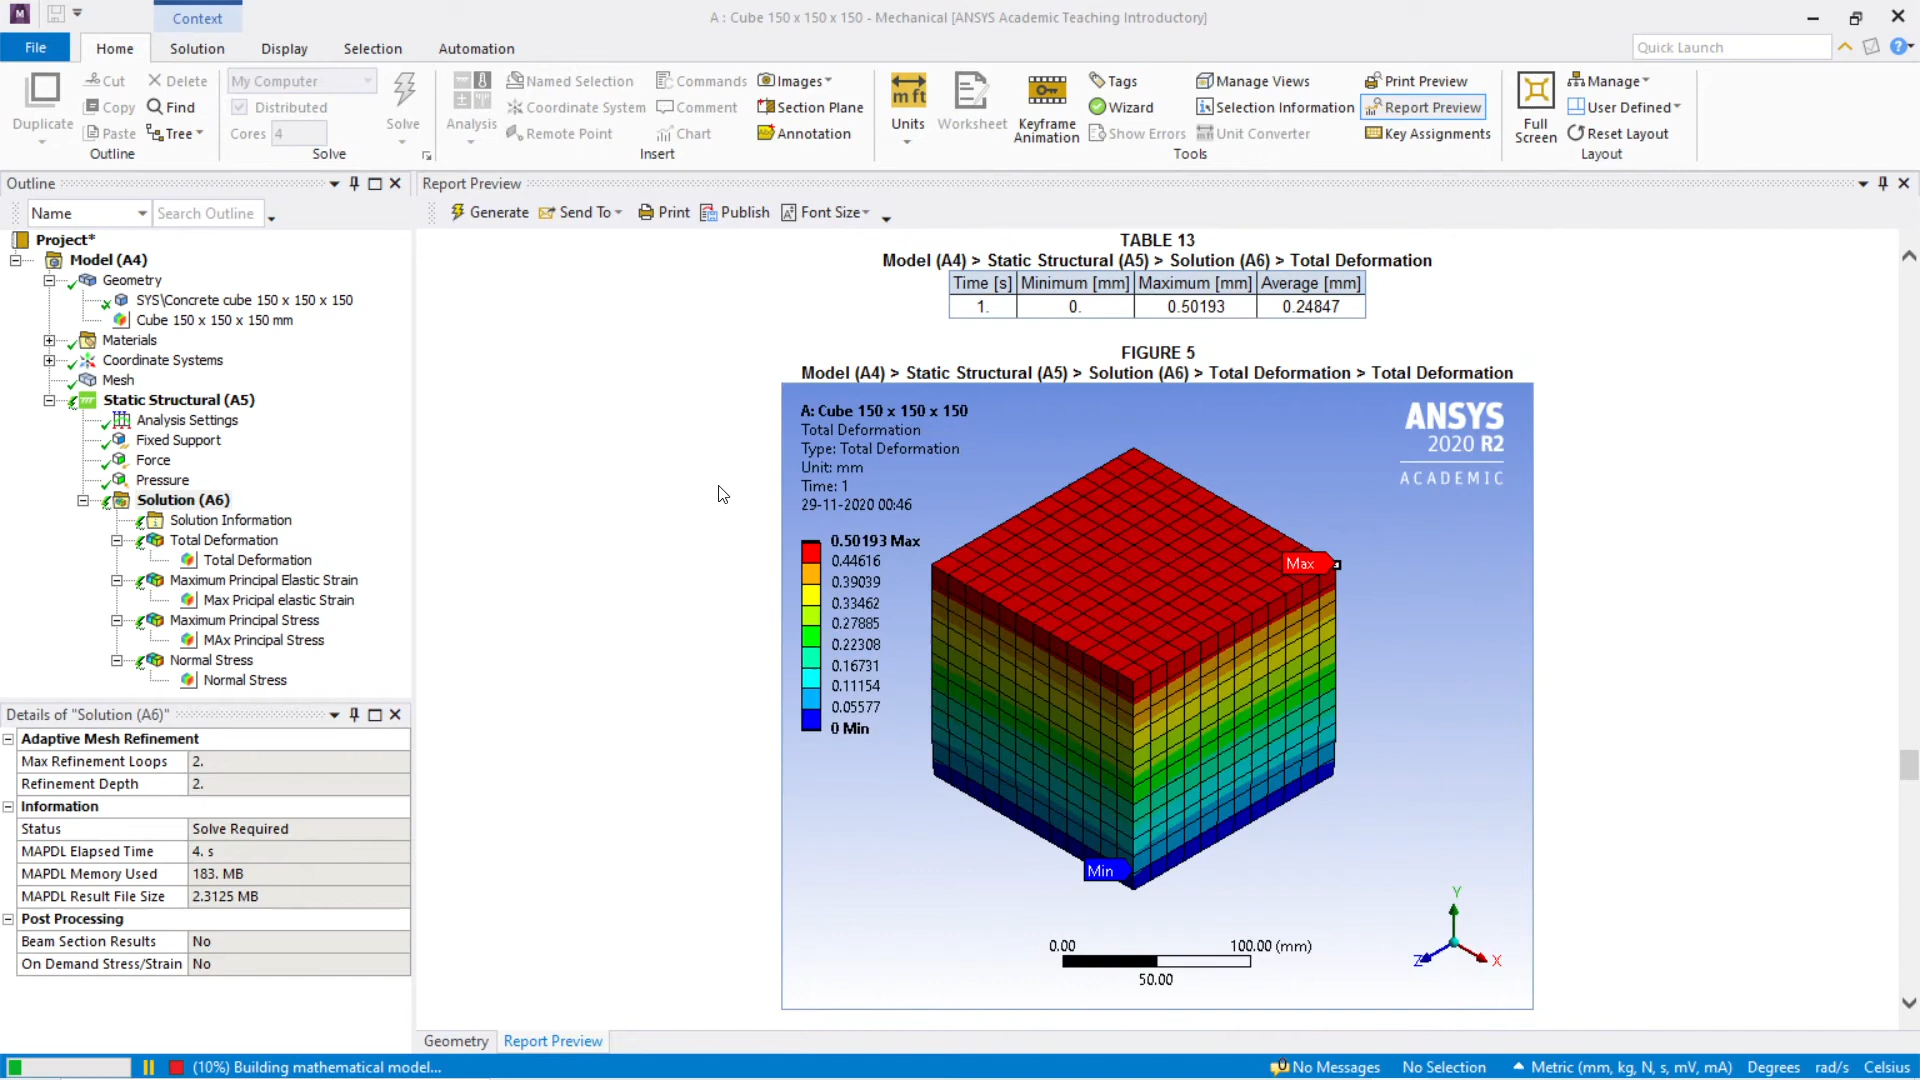 Context
A : Cube 150 x 150 x 150 - Mechanical [ANSYS Academic Teaching Introductory]
File
Home
Solution
Display
Selection
Automation
Quick Launch
Duplicate
Cut
Copy
Paste
Delete
Find
Tree
Outline
My Computer
Distributed
Cores 4
Solve
Solve
Analysis
Named Selection
Coordinate System
Remote Point
Commands
Comment
Chart
Images
Section Plane
Annotation
Insert
Units
Worksheet
Keyframe
Animation
Tags
Wizard
Show Errors
Manage Views
Selection Information
Unit Converter
Print Preview
Report Preview
Key Assignments
Tools
Full
Screen
Manage
User Defined
Reset Layout
Layout
Outline
Name
Search Outline
Project*
Model (A4)
Geometry
SYS\Concrete cube 150 x 150 x 150
Cube 150 x 150 x 150 mm
Materials
Coordinate Systems
Mesh
Static Structural (A5)
Analysis Settings
Fixed Support
Force
Pressure
Solution (A6)
Solution Information
Total Deformation
Total Deformation
Maximum Principal Elastic Strain
Max Pricipal elastic Strain
Maximum Principal Stress
MAx Principal Stress
Normal Stress
Normal Stress
Details of "Solution (A6)"
Adaptive Mesh Refinement
Max Refinement Loops 2.
Refinement Depth 2.
Information
Status Solve Required
MAPDL Elapsed Time 4. s
MAPDL Memory Used 183. MB
MAPDL Result File Size 2.3125 MB
Post Processing
Beam Section Results No
On Demand Stress/Strain No
Report Preview
Generate
Send To
Print
Publish
Font Size
TABLE 13
Model (A4) > Static Structural (A5) > Solution (A6) > Total Deformation
Time [s] Minimum [mm] Maximum [mm] Average [mm]
1. 0. 0.50193 0.24847
FIGURE 5
Model (A4) > Static Structural (A5) > Solution (A6) > Total Deformation > Total Deformation
A: Cube 150 x 150 x 150
Total Deformation
Type: Total Deformation
Unit: mm
Time: 1
29-11-2020 00:46
ANSYS
2020 R2
ACADEMIC
0.50193 Max
0.44616
0.39039
0.33462
0.27885
0.22308
0.16731
0.11154
0.05577
0 Min
Max
Min
0.00 100.00 (mm)
50.00
Y
Z
X
Geometry
Report Preview
(10%) Building mathematical model...
No Messages
No Selection
Metric (mm, kg, N, s, mV, mA)
Degrees
rad/s
Celsius